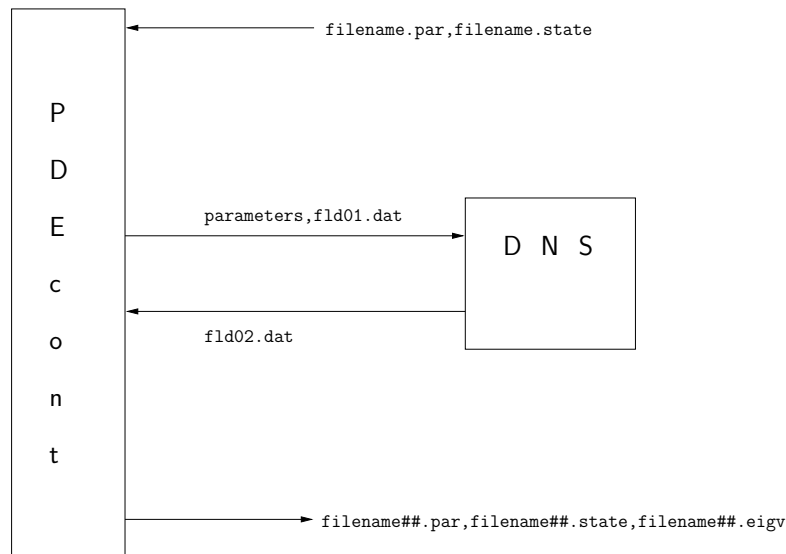 filename.par,filename.state
P
D
E
c
o
n
t
parameters,fld01.dat
D N S
fld02.dat
filename##.par,filename##.state,filename##.eigv